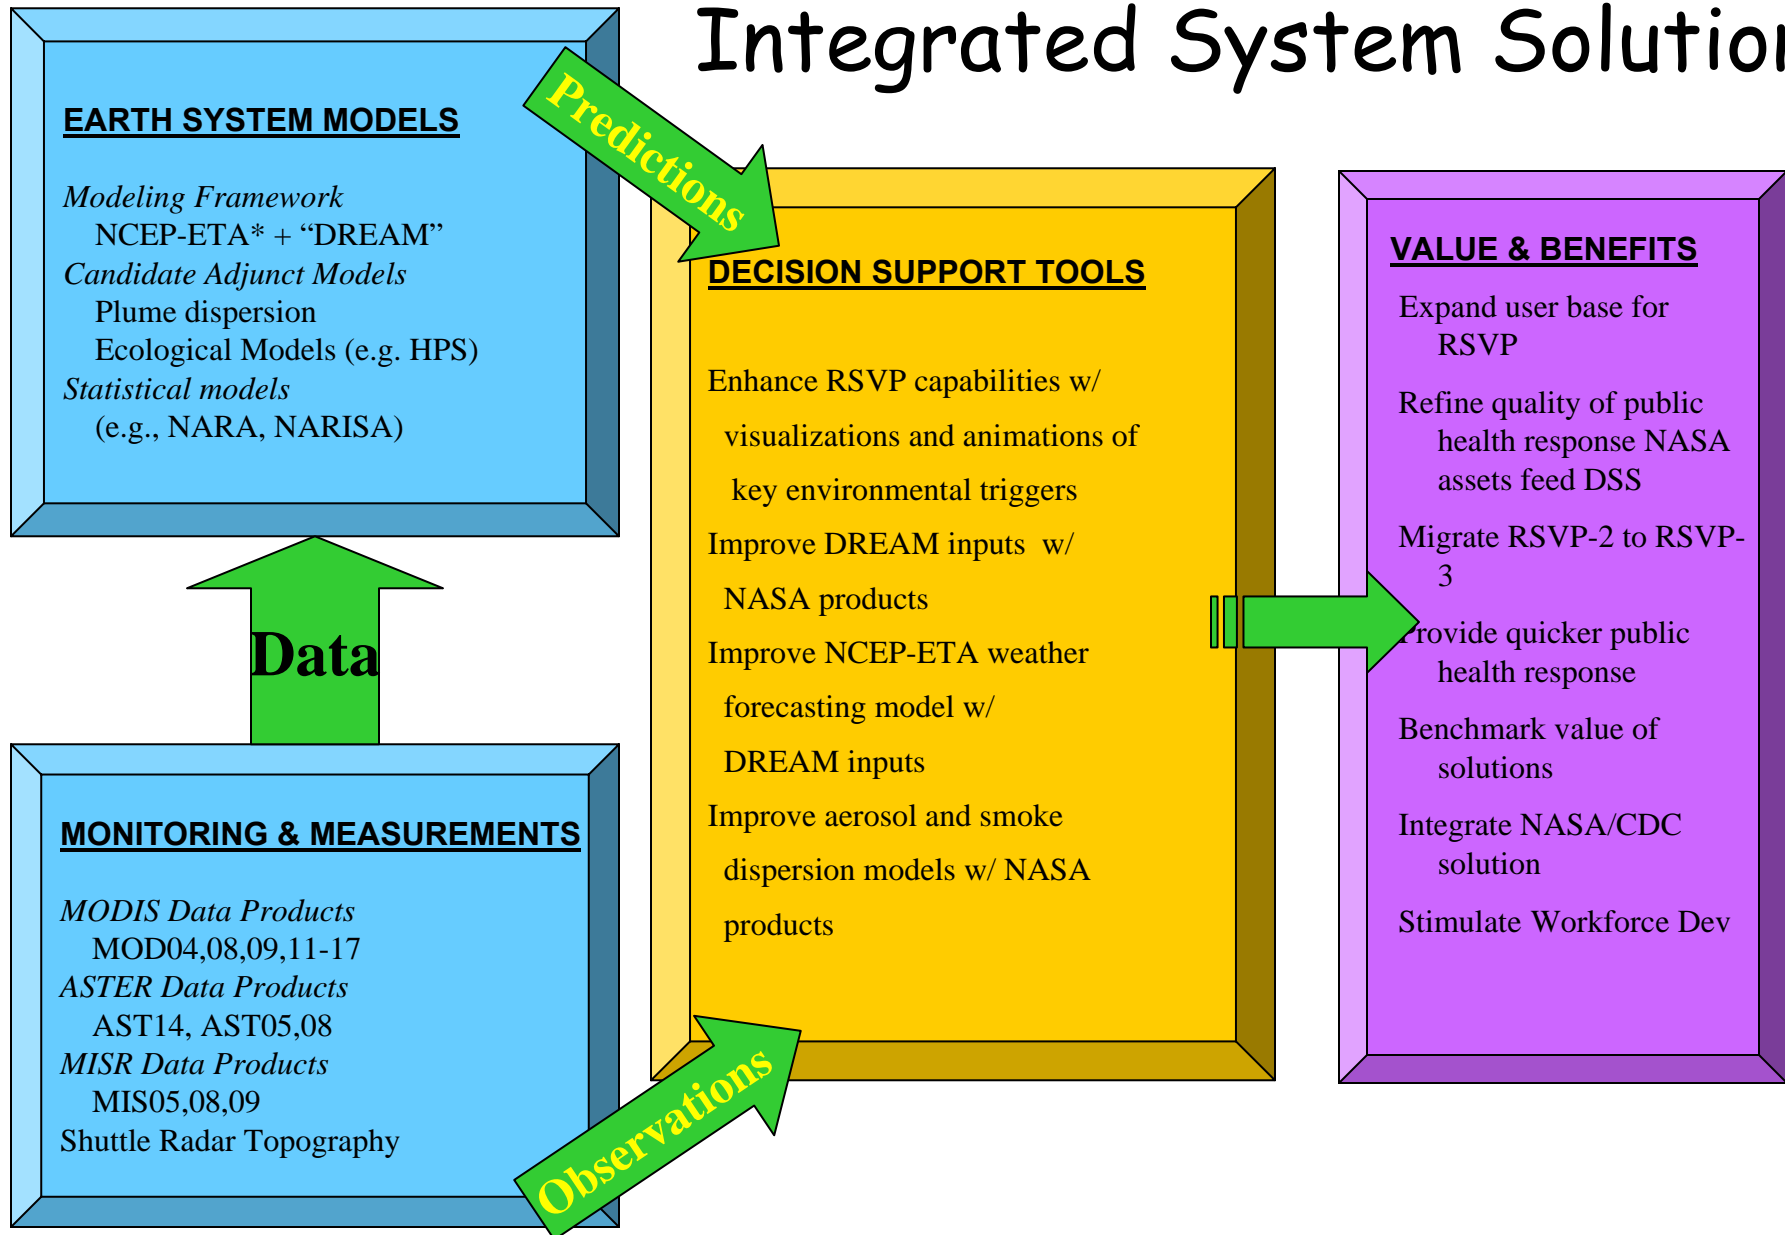 Integrated System Solution
EARTH SYSTEM MODELS
Modeling Framework
NCEP-ETA* + “DREAM”
Candidate Adjunct Models
Plume dispersion
Ecological Models (e.g. HPS)
Statistical models
(e.g., NARA, NARISA)
Predictions
Data
MONITORING & MEASUREMENTS
MODIS Data Products
MOD04,08,09,11-17
ASTER Data Products
AST14, AST05,08
MISR Data Products
MIS05,08,09
Shuttle Radar Topography
Observations
DECISION SUPPORT TOOLS
Enhance RSVP capabilities w/
visualizations and animations of
key environmental triggers
Improve DREAM inputs w/
NASA products
Improve NCEP-ETA weather
forecasting model w/
DREAM inputs
Improve aerosol and smoke
dispersion models w/ NASA
products
VALUE & BENEFITS
Expand user base for
RSVP
Refine quality of public
health response NASA
assets feed DSS
Migrate RSVP-2 to RSVP-
3
Provide quicker public
health response
Benchmark value of
solutions
Integrate NASA/CDC
solution
Stimulate Workforce Dev